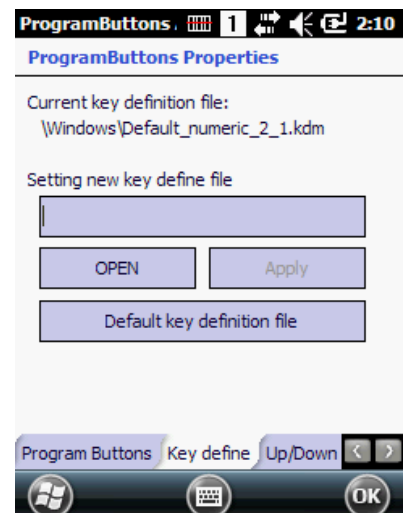 ProgramButtons. 1 2:10
ProgramButtons Properties
Current key definition file:
\Windows\Default_numeric_2_1.kdm
Setting new key define file
OPEN Apply
Default key definition file
Program Buttons Key define Up/Down
OK